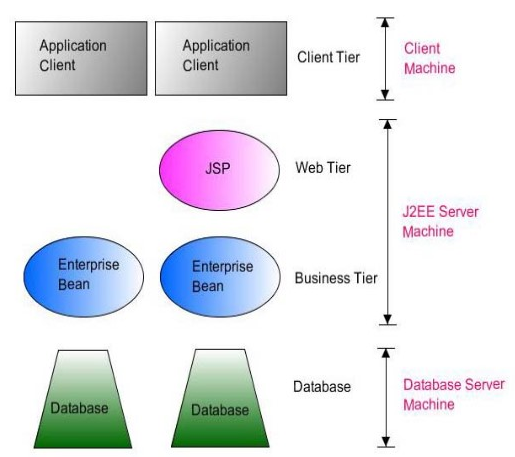 Application
Client
Application
Client
Client Tier
Client
Machine
JSP
Web Tier
J2EE Server
Machine
Enterprise
Bean
Enterprise
Bean
Business Tier
Database
Database
Database
Database Server
Machine